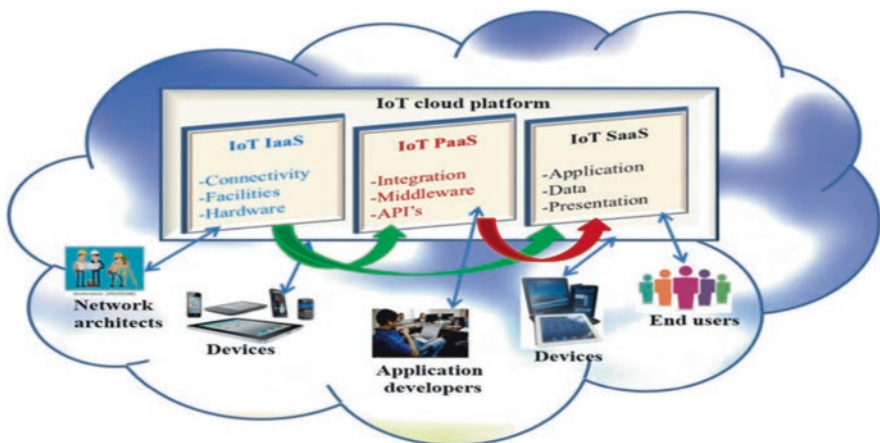 IoT cloud platform
IoT IaaS
-Connectivity
-Facilities
-Hardware
IoT PaaS
-Integration
-Middleware
-API's
IoT SaaS
-Application
-Data
-Presentation
Network
architects
Devices
Application
developers
Devices
End users